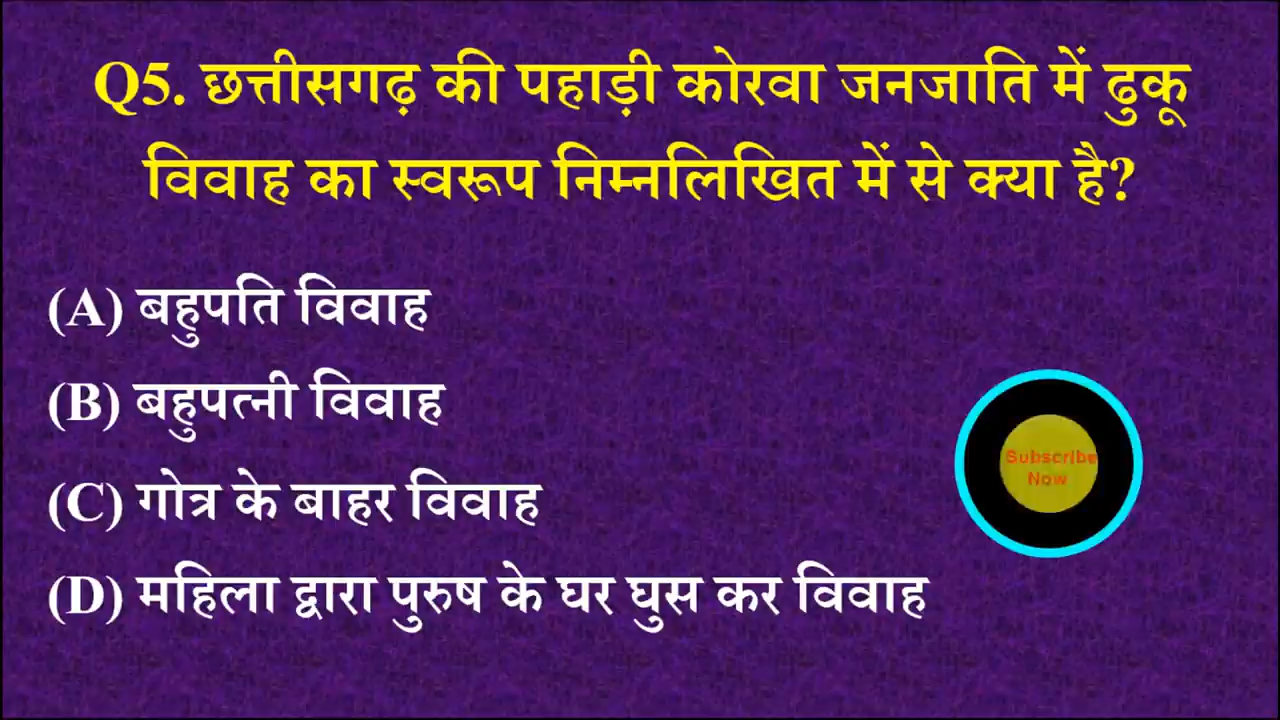 Q5. छत्तीसगढ़ की पहाड़ी कोरवा जनजाति में ढुकू
विवाह का स्वरूप निम्नलिखित में से क्या है?
(A) बहुपति विवाह
(B) बहुपत्नी विवाह
(C) गोत्र के बाहर विवाह
(D) महिला द्वारा पुरुष के घर घुस कर विवाह
Subscribe
Now